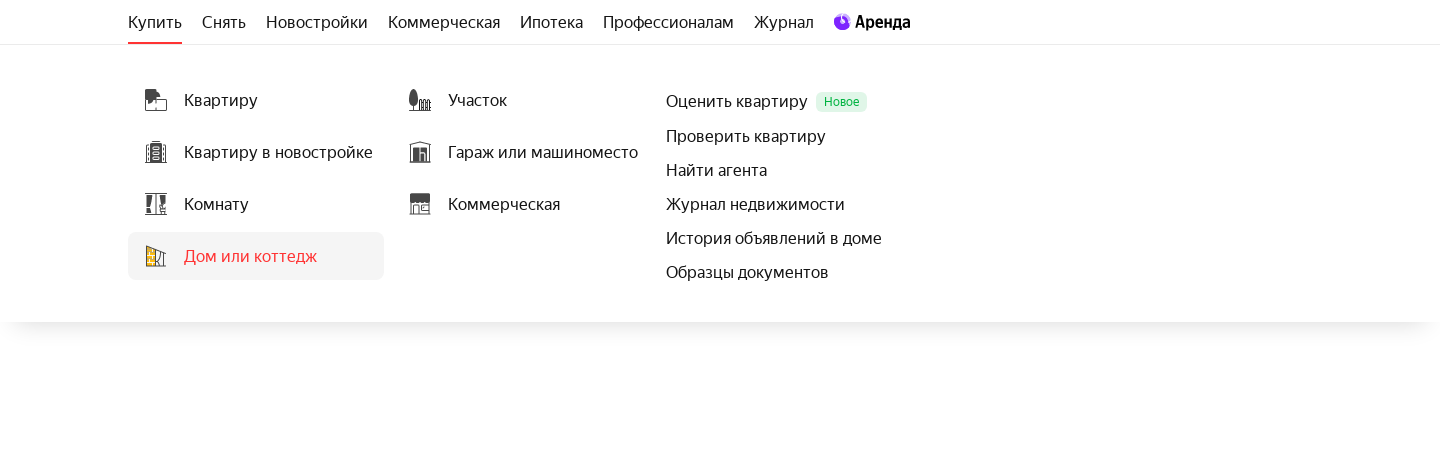 Купить Снять Новостройки Коммерческая Ипотека Профессионалам Журнал Аренда
Квартиру
Квартиру в новостройке
Комнату
Дом или коттедж
Участок
Гараж или машиноместо
Коммерческая
Оценить квартиру Новое
Проверить квартиру
Найти агента
Журнал недвижимости
История объявлений в доме
Образцы документов